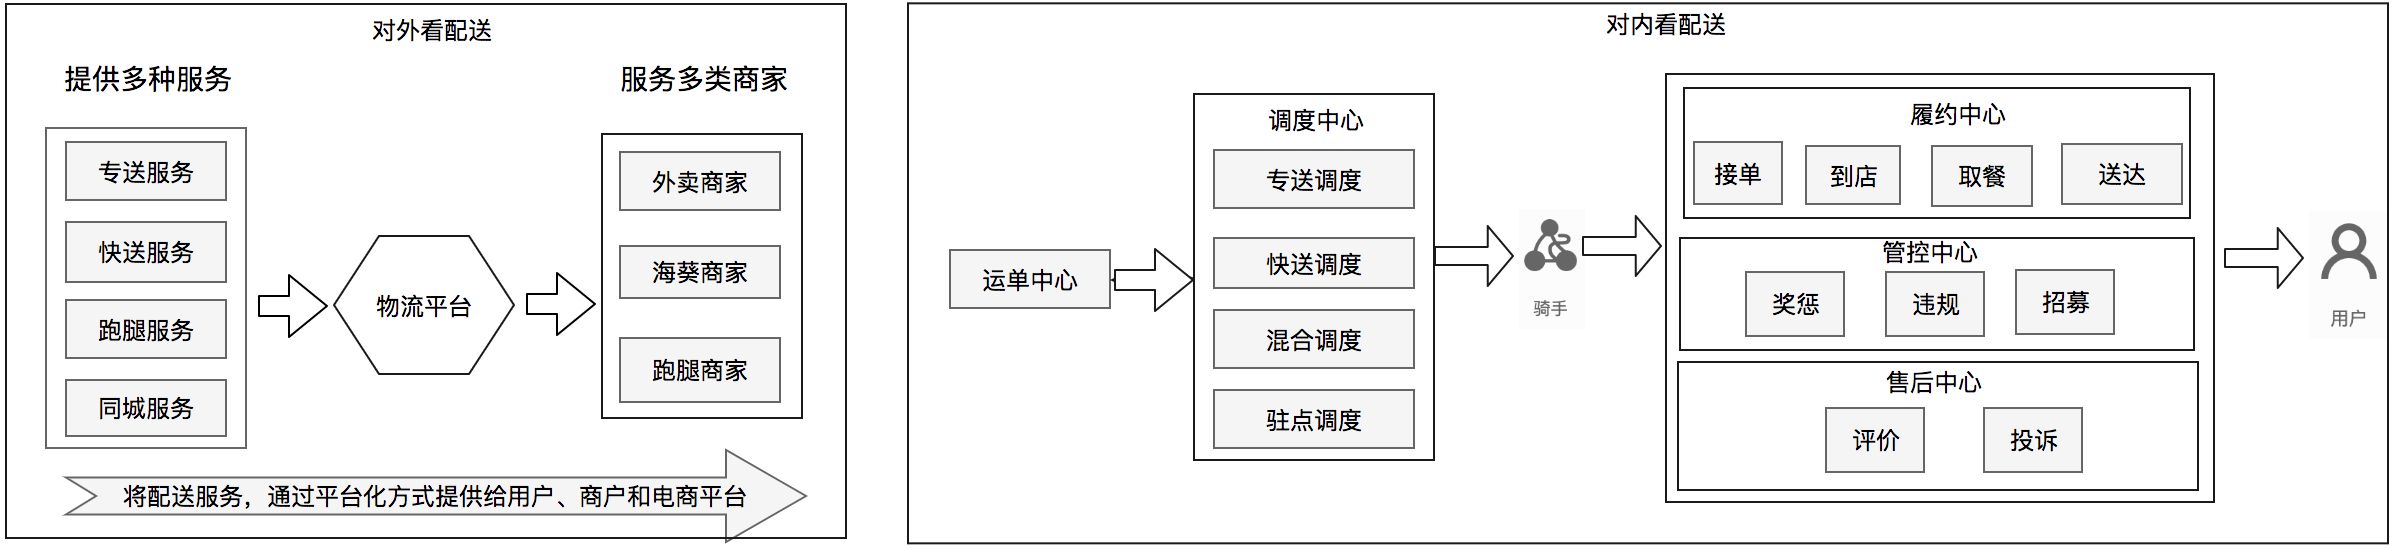 对外看配送
提供多种服务
服务多类商家
专送服务
快送服务
跑腿服务
同城服务
物流平台
外卖商家
海葵商家
跑腿商家
将配送服务，通过平台化方式提供给用户、商户和电商平台
对内看配送
运单中心
调度中心
专送调度
快送调度
混合调度
驻点调度
骑手
履约中心
接单
到店
取餐
送达
管控中心
奖惩
违规
招募
售后中心
评价
投诉
用户